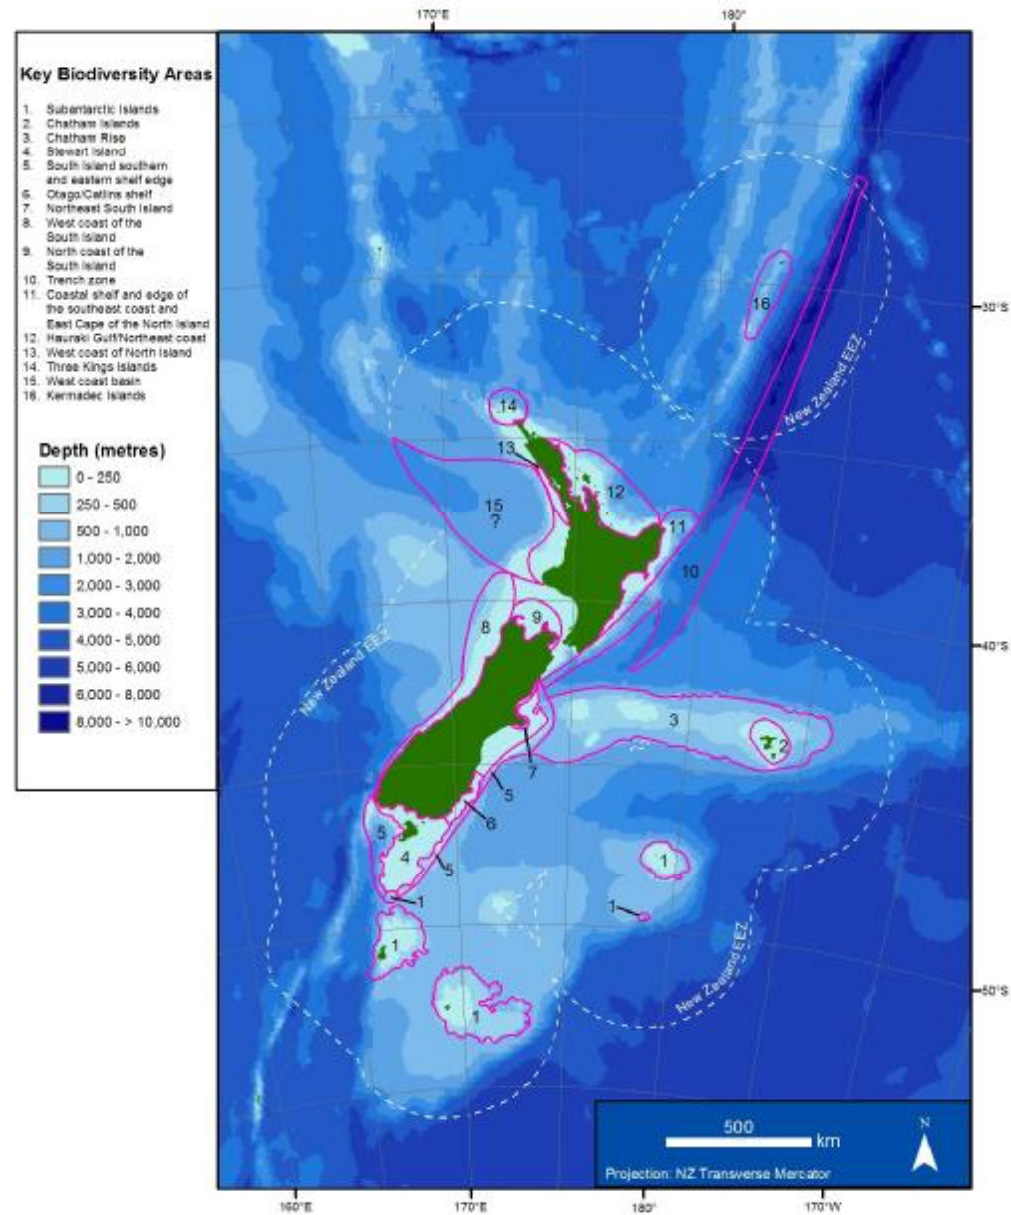 170°E
180°
Key Biodiversity Areas
1. Subantarctic Islands
2. Chatham Islands
3. Chatham Rise
4. Stewart Island
5. South Island southern
and eastern shelf edge
6. Otago/Catlins shelf
7. Northeast South Island
8. West coast of the
South Island
9. North coast of the
South Island
10. Trench zone
11. Coastal shelf and edge of
the southeast coast and
East Cape of the North Island
12. Hauraki Gulf/Northeast coast
13. West coast of North Island
14. Three Kings Islands
15. West coast basin
16. Kermadec Islands
Depth (metres)
0 - 250
250 - 500
500 - 1,000
1,000 - 2,000
2,000 - 3,000
3,000 - 4,000
4,000 - 5,000
5,000 - 6,000
6,000 - 8,000
8,000 - > 10,000
16
30°S
New Zealand EEZ
14
13
12
15
?
11
10
9
8
40°S
New Zealand EEZ
3
2
7
5
6
5
4
5
1
1
1
1
New Zealand EEZ
50°S
1
500
km
N
Projection: NZ Transverse Mercator
160°E
170°E
180°
170°W